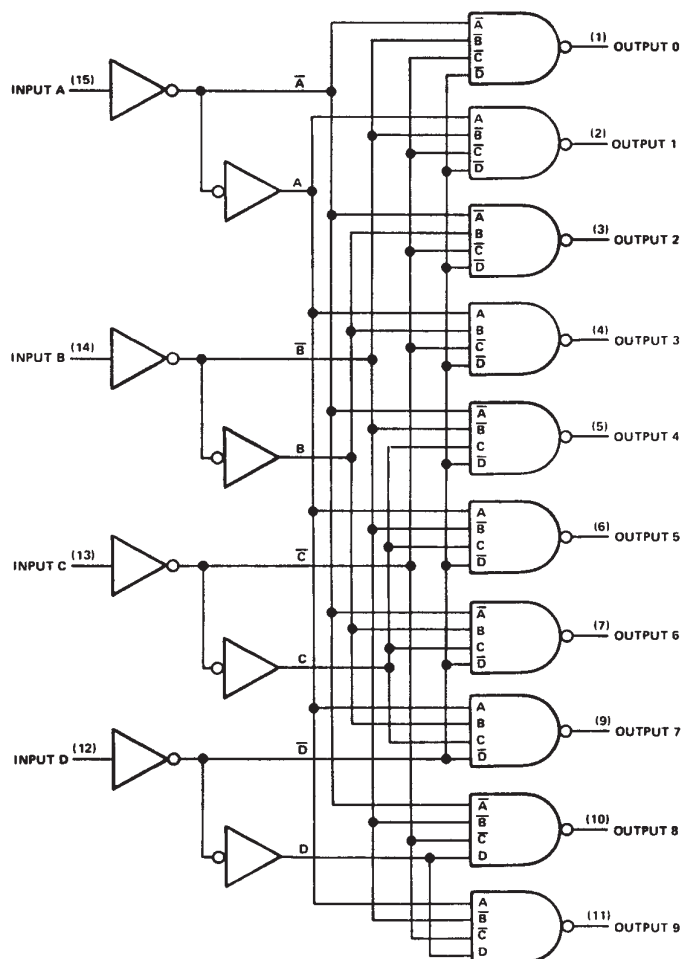 A̅
B̅
C̅
D̅
(1)
OUTPUT 0
INPUT A
(15)
A̅
A
B̅
C̅
D̅
(2)
OUTPUT 1
A
A̅
B
C̅
D̅
(3)
OUTPUT 2
A
B
C̅
D̅
(4)
OUTPUT 3
INPUT B
(14)
B̅
A̅
B̅
C
D̅
(5)
OUTPUT 4
B
A
B̅
C
D̅
(6)
OUTPUT 5
INPUT C
(13)
C̅
A̅
B
C
D̅
(7)
OUTPUT 6
C
A
B
C
D̅
(9)
OUTPUT 7
INPUT D
(12)
D̅
A̅
B̅
C̅
D
(10)
OUTPUT 8
D
A
B̅
C̅
D
(11)
OUTPUT 9